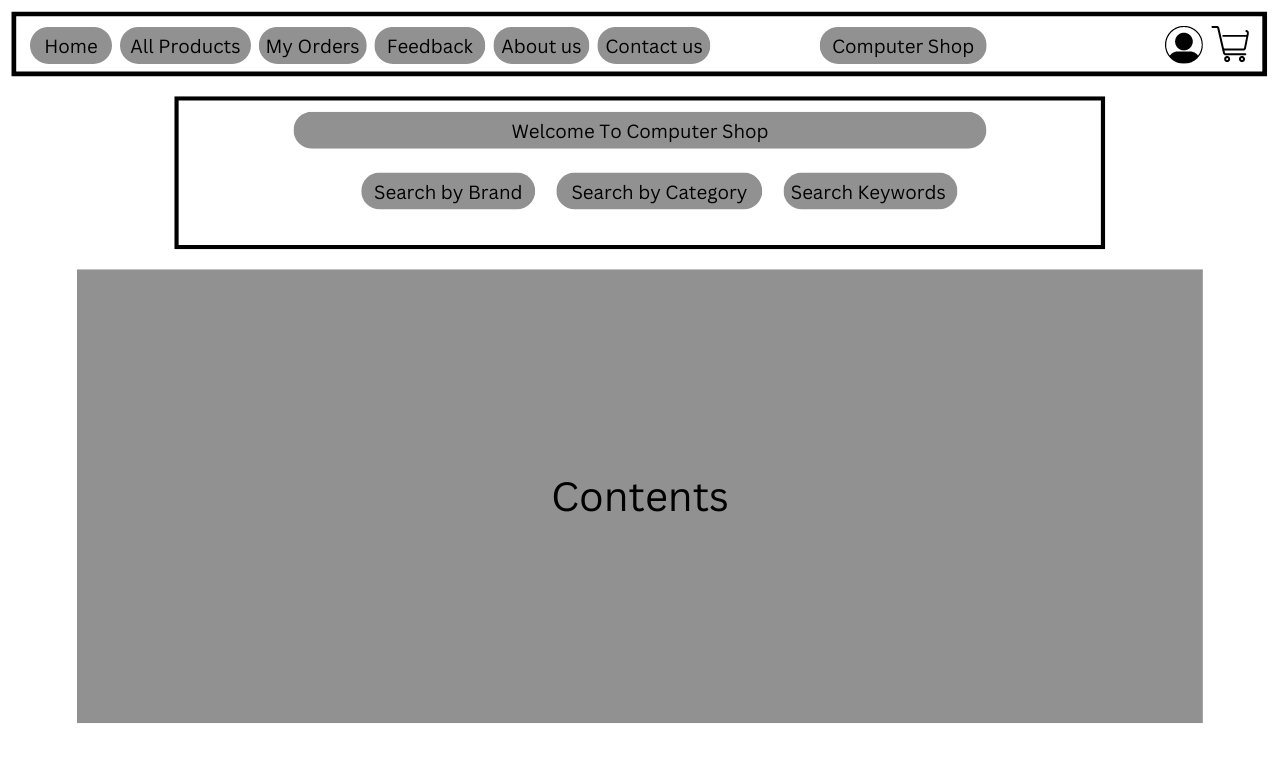 Home All Products My Orders Feedback About us Contact us Computer Shop
Welcome To Computer Shop
Search by Brand Search by Category Search Keywords
Contents